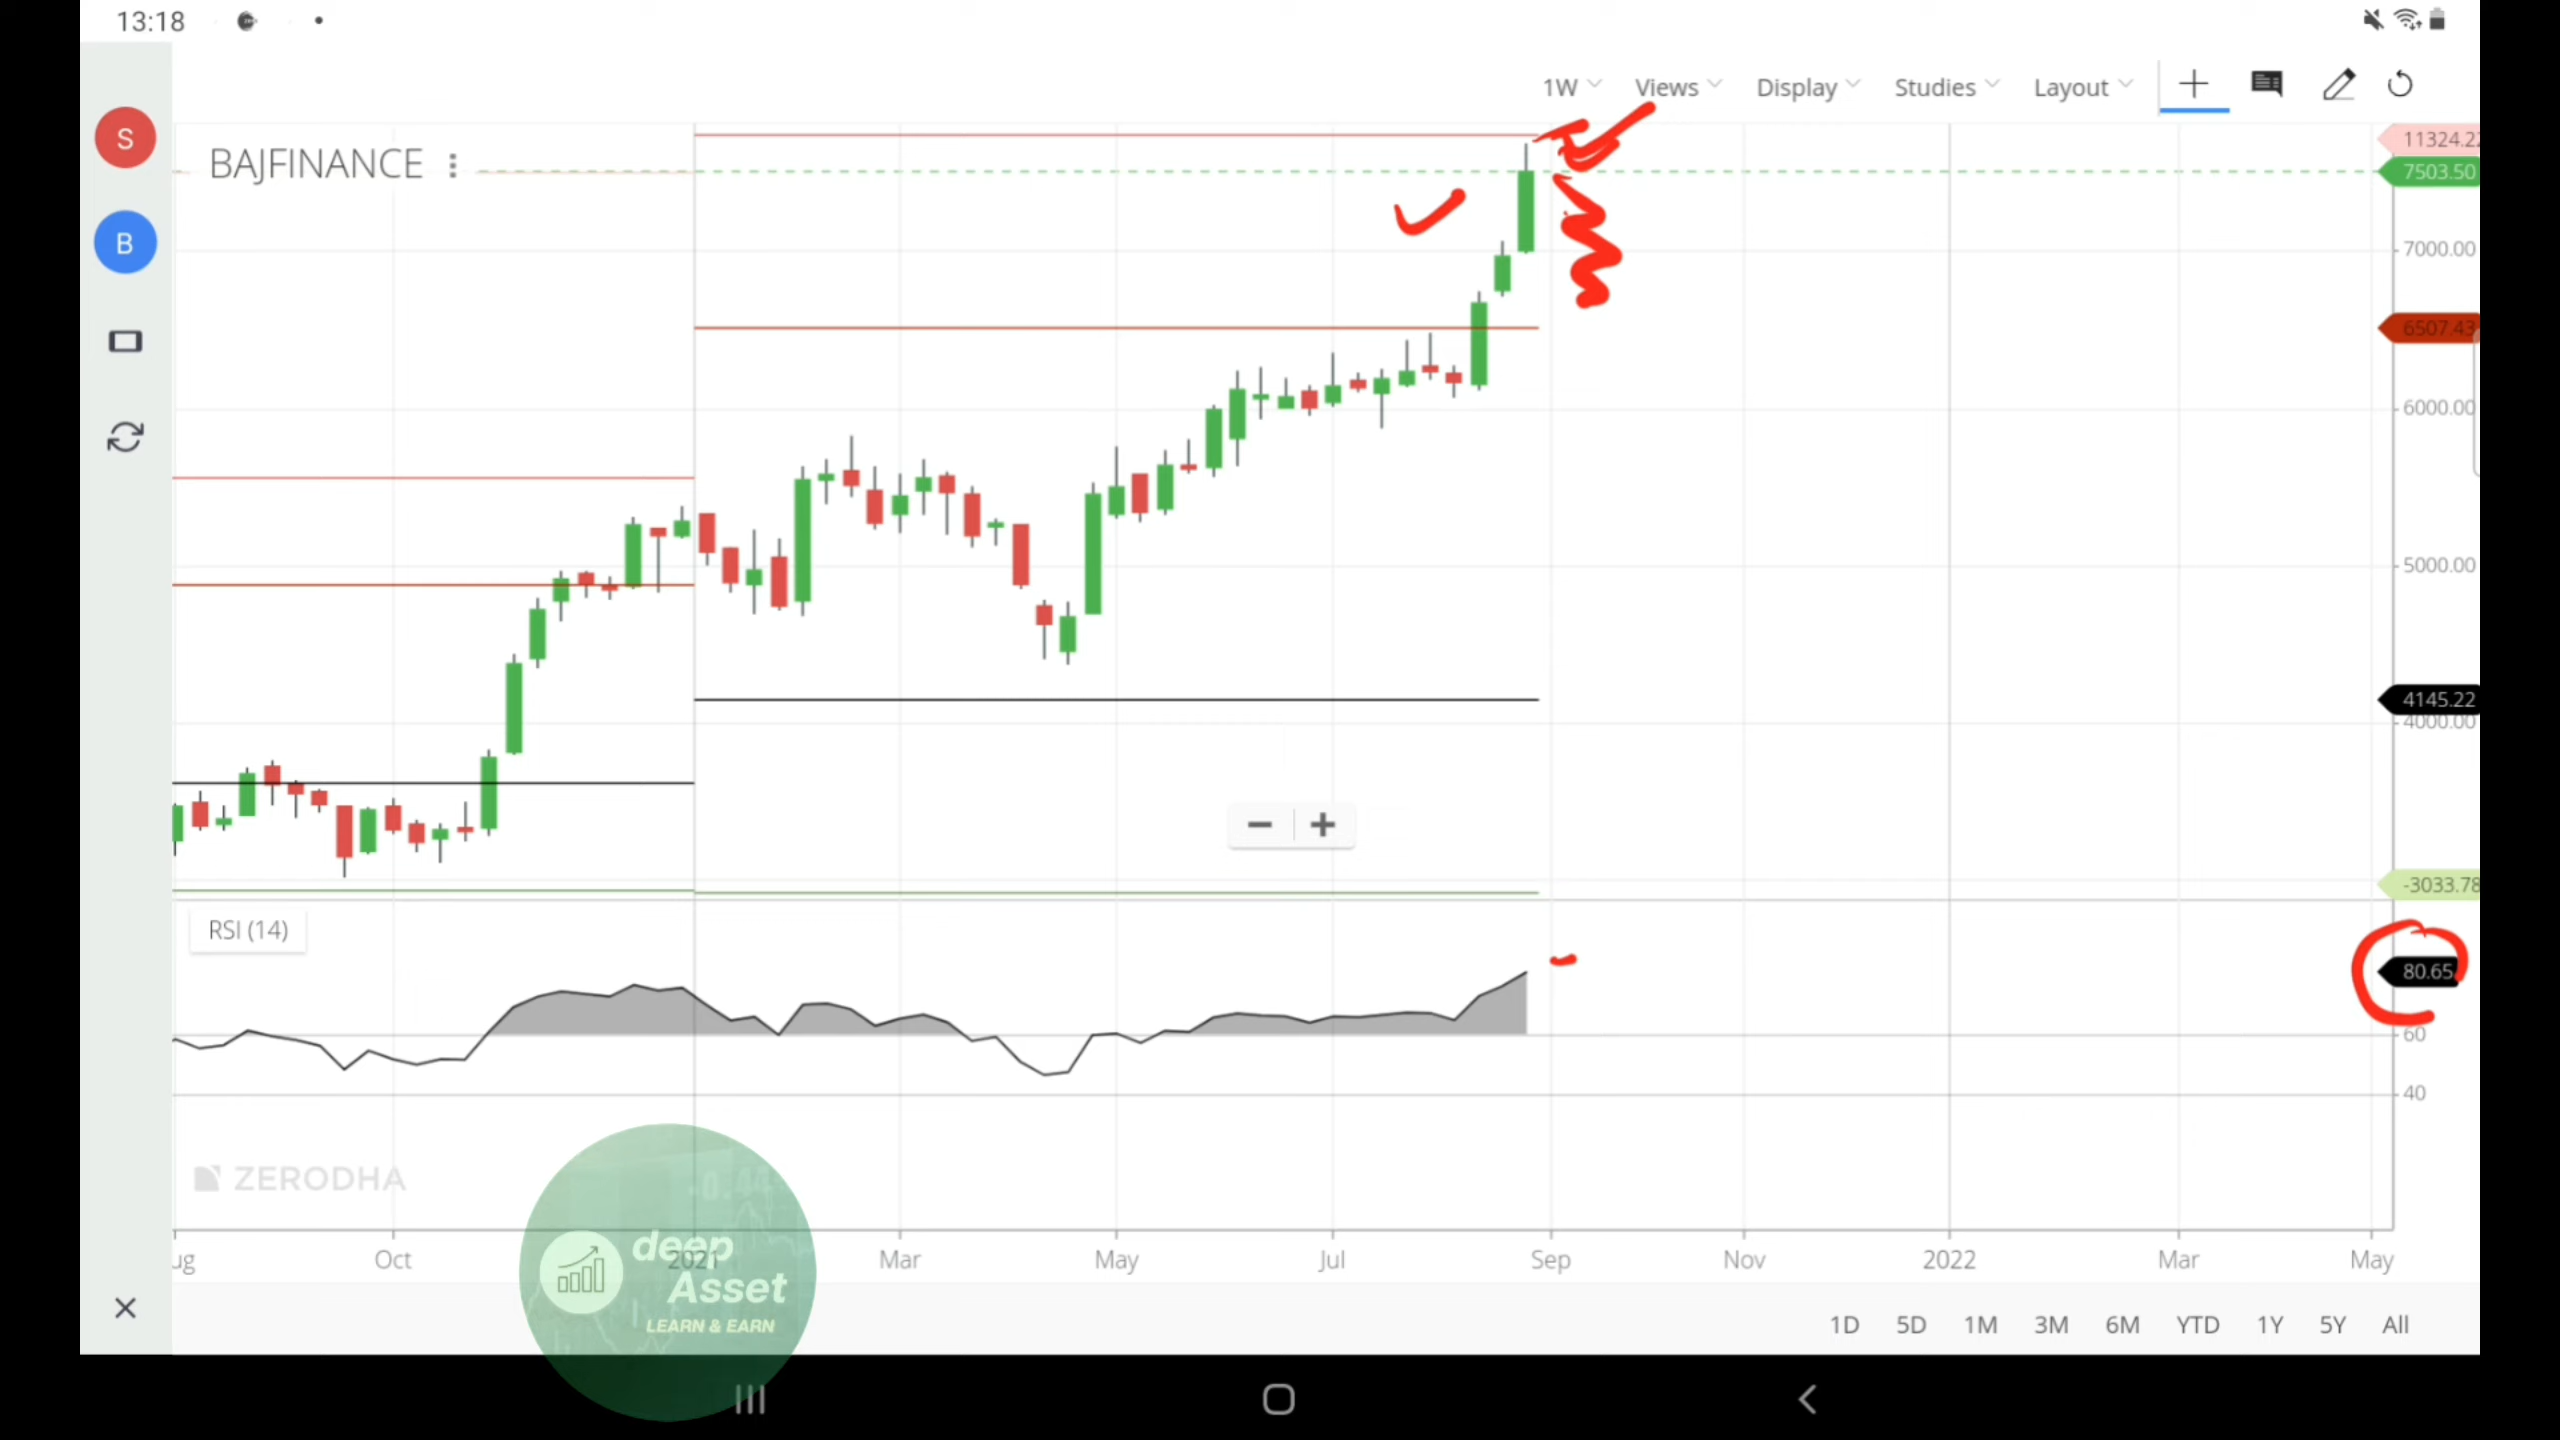 13:18
S
B
1W Views Display Studies Layout
BAJFINANCE
11324.22
7503.50
7000.00
6507.43
6000.00
5000.00
4145.22
4000.00
-3033.78
RSI (14)
80.65
60
40
ZERODHA
Oct 2021 Mar May Jul Sep Nov 2022 Mar May
deep
Asset
LEARN & EARN
1D 5D 1M 3M 6M YTD 1Y 5Y All